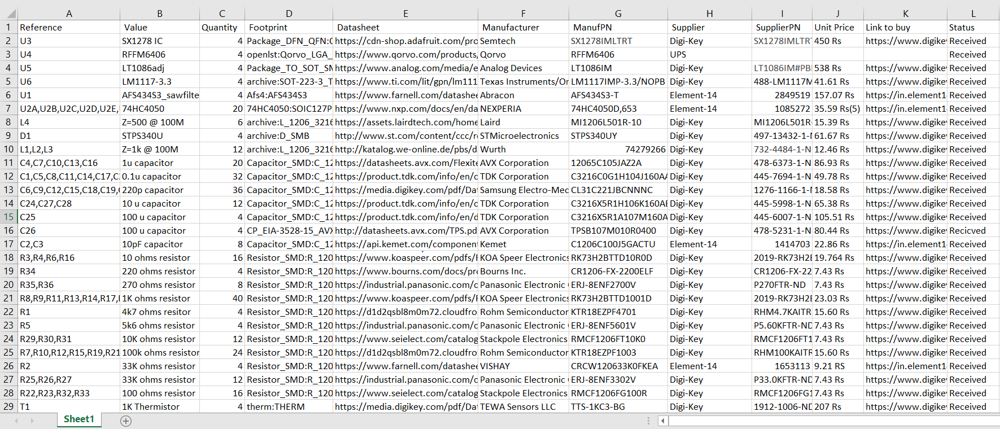 A B C D E F G H I J K L
1 Reference Value Quantity Footprint Datasheet Manufacturer ManufPN Supplier SupplierPN Unit Price Link to buy Status
2 U3 SX1278 IC 4 Package_DFN_QFN:Q https://cdn-shop.adafruit.com/pro Semtech SX1278IMLTRT Digi-Key SX1278IMLTRT 450 Rs https://www.digikey Received
3 U4 RFFM6406 4 openlst:Qorvo_LGA_ https://www.qorvo.com/products/ Qorvo RFFM6406 UPS Received
4 U5 LT1086adj 4 Package_TO_SOT_SM https://www.analog.com/media/e Analog Devices LT1086IM Digi-Key LT1086IM#PB 538 Rs https://www.digikey Received
5 U6 LM1117-3.3 4 archive:SOT-223-3_T https://www.ti.com/lit/gpn/lm111 Texas Instruments/Or LM1117IMP-3.3/NOPB Digi-Key 488-LM1117M 41.61 Rs https://www.digikey Received
6 U1 AFS434S3_sawfilte 4 Afs4:AFS434S3 https://www.farnell.com/datashee Abracon AFS434S3-T Element-14 2849519 157.07 Rs https://in.element1 Received
7 U2A,U2B,U2C,U2D,U2E, 74HC4050 20 74HC4050:SOIC127P https://www.nxp.com/docs/en/da NEXPERIA 74HC4050D,653 Element-14 1085272 35.59 Rs(5) https://in.element1 Received
8 L4 Z=500 @ 100M 6 archive:L_1206_3216 https://assets.lairdtech.com/home Laird MI1206L501R-10 Digi-Key MI1206L501R- 15.39 Rs https://www.digikey Received
9 D1 STPS340U 4 archive:D_SMB http://www.st.com/content/ccc/re STMicroelectronics STPS340UY Digi-Key 497-13432-1-N 61.67 Rs https://www.digikey Received
10 L1,L2,L3 Z=1k @ 100M 12 archive:L_1206_3216 http://katalog.we-online.de/pbs/d Wurth 74279266 Digi-Key 732-4484-1-N 12.46 Rs https://www.digikey Received
11 C4,C7,C10,C13,C16 1u capacitor 20 Capacitor_SMD:C_12 https://datasheets.avx.com/Flexite AVX Corporation 12065C105JAZ2A Digi-Key 478-6373-1-N 86.93 Rs https://www.digikey Received
12 C1,C5,C8,C11,C14,C17,C 0.1u capacitor 32 Capacitor_SMD:C_12 https://product.tdk.com/info/en/c TDK Corporation C3216C0G1H104J160AA Digi-Key 445-7694-1-N 49.78 Rs https://www.digikey Received
13 C6,C9,C12,C15,C18,C19, 220p capacitor 36 Capacitor_SMD:C_12 https://media.digikey.com/pdf/Dat Samsung Electro-Mec CL31C221JBCNNNC Digi-Key 1276-1166-1-N 18.58 Rs https://www.digikey Received
14 C24,C27,C28 10 u capacitor 12 Capacitor_SMD:C_12 https://product.tdk.com/info/en/c TDK Corporation C3216X5R1H106K160AB Digi-Key 445-5998-1-N 65.38 Rs https://www.digikey Received
15 C25 100 u capacitor 4 Capacitor_SMD:C_12 https://product.tdk.com/info/en/d TDK Corporation C3216X5R1A107M160A Digi-Key 445-6007-1-N 105.51 Rs https://www.digikey Received
16 C26 100 u capacitor 4 CP_EIA-3528-15_AVX http://datasheets.avx.com/TPS.pd AVX Corporation TPSB107M010R0400 Digi-Key 478-5231-1-N 80.44 Rs https://www.digikey Recicved
17 C2,C3 10pF capacitor 8 Capacitor_SMD:C_12 https://api.kemet.com/component Kemet C1206C100J5GACTU Element-14 1414703 22.86 Rs https://in.element1 Received
18 R3,R4,R6,R16 10 ohms resistor 16 Resistor_SMD:R_120 https://www.koaspeer.com/pdfs/R KOA Speer Electronics RK73H2BTTD10R0D Digi-Key 2019-RK73H2B 19.764 Rs https://www.digikey Received
19 R34 220 ohms resistor 4 Resistor_SMD:R_120 https://www.bourns.com/docs/pro Bourns Inc. CR1206-FX-2200ELF Digi-Key CR1206-FX-22 7.43 Rs https://www.digikey Received
20 R35,R36 270 ohms resistor 8 Resistor_SMD:R_120 https://industrial.panasonic.com/c Panasonic Electronic ERJ-8ENF2700V Digi-Key P270FTR-ND 7.43 Rs https://www.digikey Received
21 R8,R9,R11,R13,R14,R17, 1K ohms resistor 40 Resistor_SMD:R_120 https://www.koaspeer.com/pdfs/R KOA Speer Electronics RK73H2BTTD1001D Digi-Key 2019-RK73H2B 23.03 Rs https://www.digikey Received
22 R1 4k7 ohms resitor 4 Resistor_SMD:R_120 https://d1d2qsbl8m0m72.cloudfro Rohm Semiconductor KTR18EZPF4701 Digi-Key RHM4.7KAITR 15.60 Rs https://www.digikey Received
23 R5 5k6 ohms resistor 4 Resistor_SMD:R_120 https://industrial.panasonic.com/c Panasonic Electronic ERJ-8ENF5601V Digi-Key P5.60KFTR-ND 7.43 Rs https://www.digikey Received
24 R29,R30,R31 10K ohms resistor 12 Resistor_SMD:R_120 https://www.seielect.com/catalog Stackpole Electronics RMCF1206FT10K0 Digi-Key RMCF1206FT1 7.43 Rs https://www.digikey Received
25 R7,R10,R12,R15,R19,R21 100k ohms resistor 24 Resistor_SMD:R_120 https://d1d2qsbl8m0m72.cloudfro Rohm Semiconductor KTR18EZPF1003 Digi-Key RHM100KAITR 15.60 Rs https://www.digikey Received
26 R2 33K ohms resistor 4 Resistor_SMD:R_120 https://www.farnell.com/datashee VISHAY CRCW120633K0FKEA Element-14 1653113 9.21 RS https://in.element1 Received
27 R25,R26,R27 33K ohms resistor 12 Resistor_SMD:R_120 https://industrial.panasonic.com/c Panasonic Electronic ERJ-8ENF3302V Digi-Key P33.0KFTR-ND 7.43 Rs https://www.digikey Received
28 R22,R23,R32,R33 100 ohms resistor 16 Resistor_SMD:R_120 https://www.seielect.com/catalog Stackpole Electronics RMCF1206FG100R Digi-Key RMCF1206FG1 7.43 Rs https://www.digikey Received
29 T1 1K Thermistor 4 therm:THERM https://media.digikey.com/pdf/Dat TEWA Sensors LLC TTS-1KC3-BG Digi-Key 1912-1006-ND 207 Rs https://www.digikey Received
Sheet1